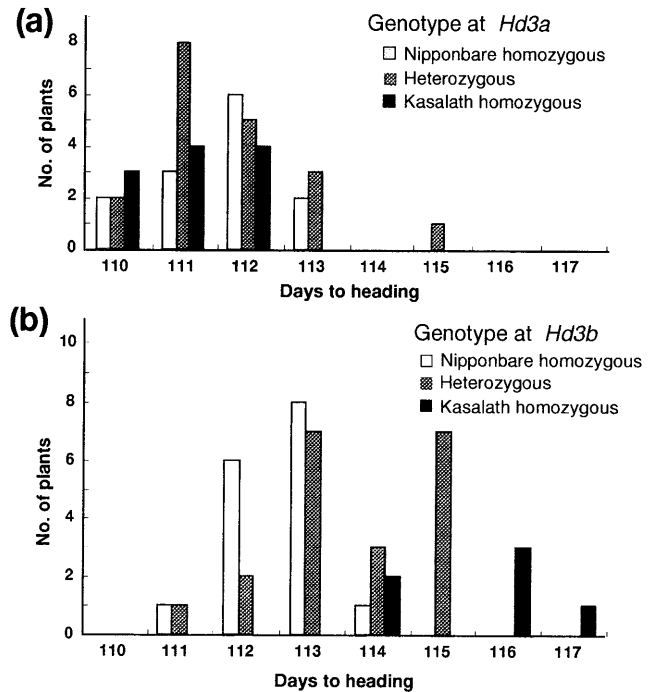 (a)
Genotype at Hd3a
Nipponbare homozygous
Heterozygous
Kasalath homozygous
No. of plants
8
6
4
2
0
110 111 112 113 114 115 116 117
Days to heading
(b)
Genotype at Hd3b
Nipponbare homozygous
Heterozygous
Kasalath homozygous
No. of plants
10
8
6
4
2
0
110 111 112 113 114 115 116 117
Days to heading